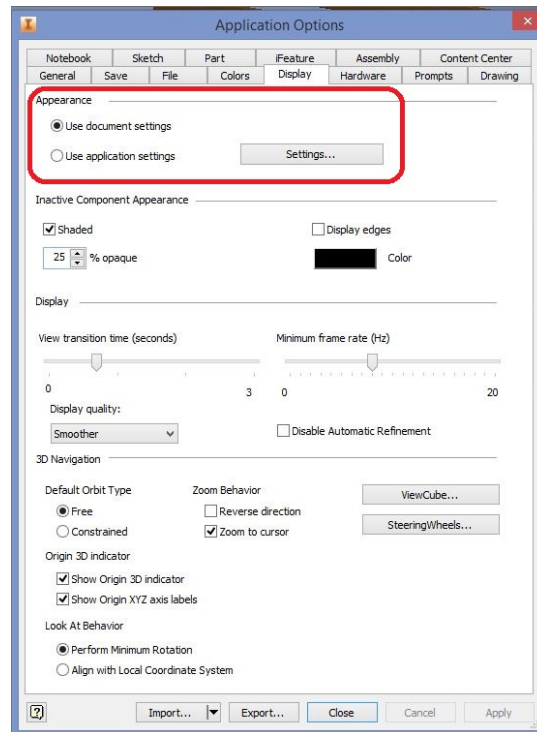 Application Options
Notebook Sketch Part iFeature Assembly Content Center
General Save File Colors Display Hardware Prompts Drawing
Appearance
Use document settings
Use application settings Settings...
Inactive Component Appearance
Shaded Display edges
25 % opaque Color
Display
View transition time (seconds) Minimum frame rate (Hz)
0 3 0 20
Display quality:
Smoother Disable Automatic Refinement
3D Navigation
Default Orbit Type Zoom Behavior ViewCube...
Free Reverse direction
Constrained Zoom to cursor SteeringWheels...
Origin 3D indicator
Show Origin 3D indicator
Show Origin XYZ axis labels
Look At Behavior
Perform Minimum Rotation
Align with Local Coordinate System
Import... Export... Close Cancel Apply